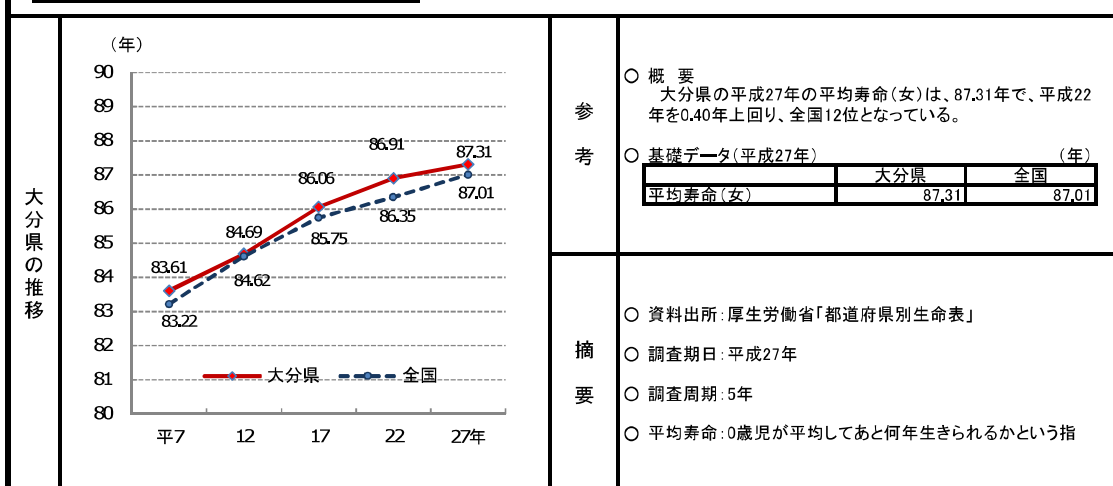 大分県の推移
（年）
90
89
88
87
86
85
84
83
82
81
80
83.61
84.69
86.06
86.91
87.31
83.22
84.62
85.75
86.35
87.01
大分県
全国
平7
12
17
22
27年
参考
○ 概 要
大分県の平成27年の平均寿命（女）は、87.31年で、平成22
年を0.40年上回り、全国12位となっている。
○ 基礎データ（平成27年） （年）
大分県 全国
平均寿命（女） 87.31 87.01
摘要
○ 資料出所：厚生労働省「都道府県別生命表」
○ 調査期日：平成27年
○ 調査周期：5年
○ 平均寿命：0歳児が平均してあと何年生きられるかという指